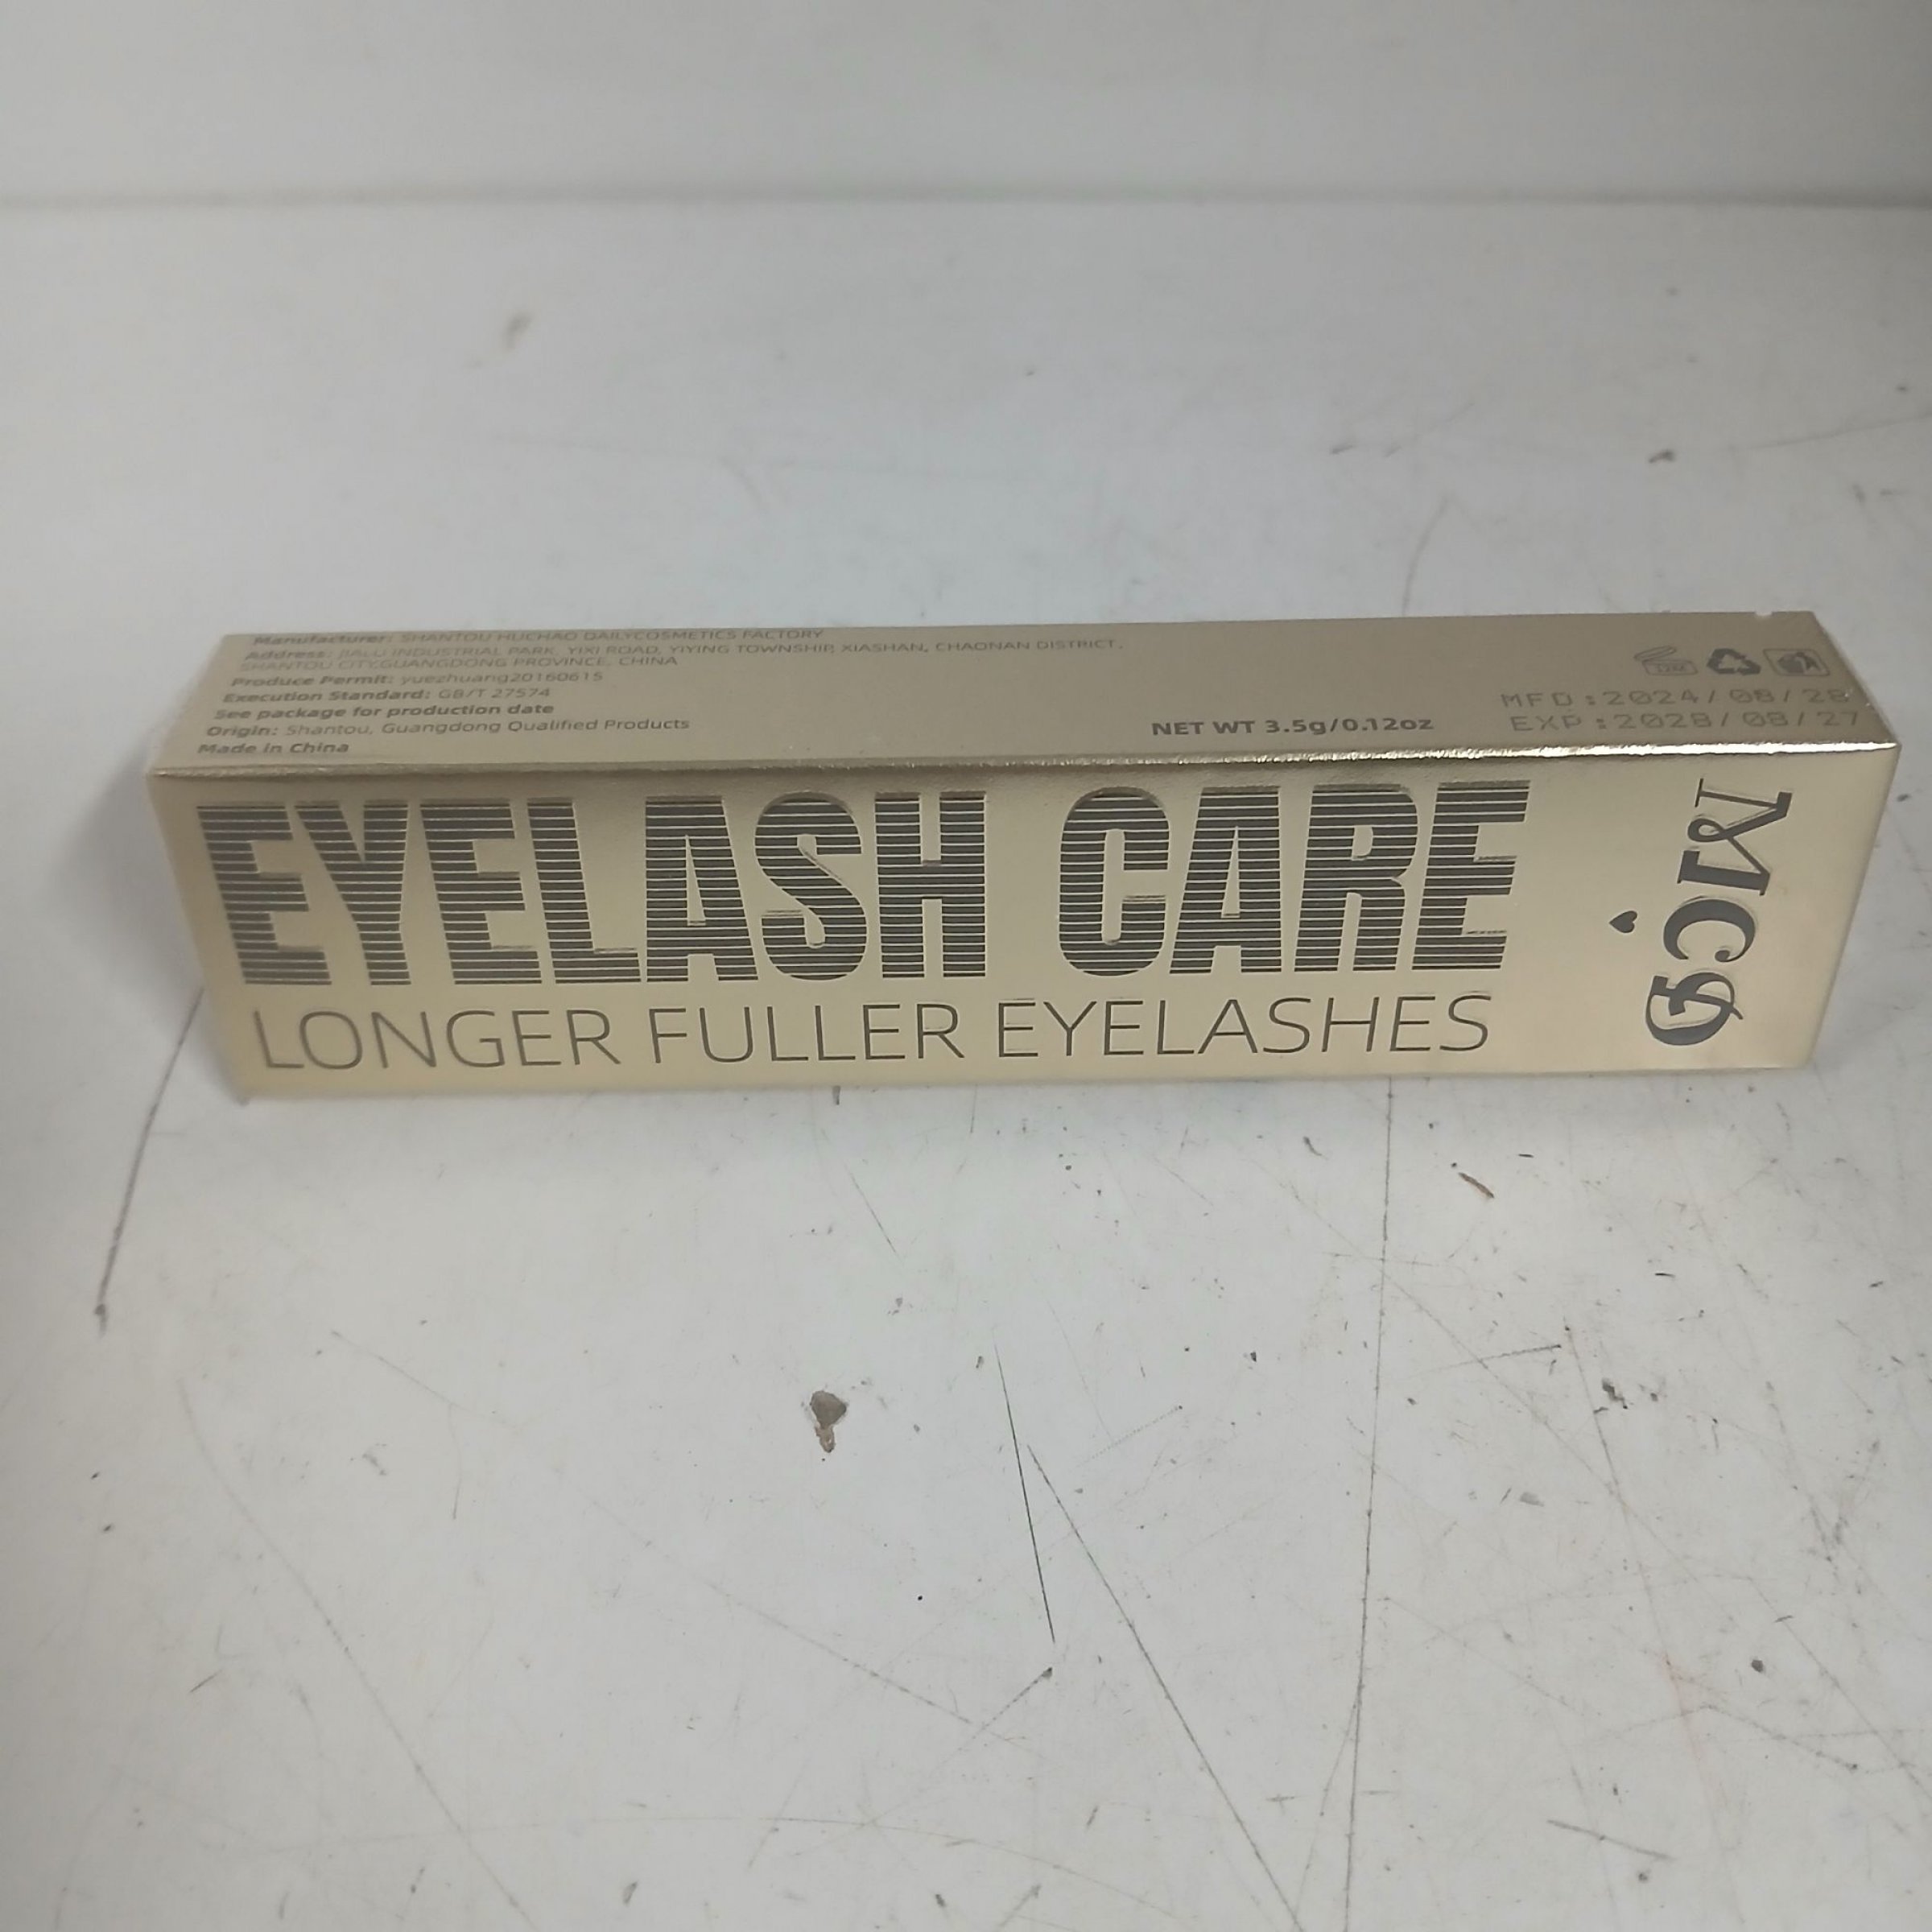 Manufacturer: SHANTOU HUCHAO DAILYCOSMETICS FACTORY
Address: JIALI INDUSTRIAL PARK, YIXI ROAD, YIYING TOWNSHIP, XIASHAN, CHAONAN DISTRICT,
SHANTOU CITY,GUANGDONG PROVINCE, CHINA
Produce Permit: yuezhuang20160615
Execution Standard: GB/T 27574
See package for production date
Origin: Shantou, Guangdong Qualified Products
Made in China
NET WT 3.5g/0.12oz
MFD:2024/08/28
EXP:2028/08/27
EYELASH CARE
LONGER FULLER EYELASHES